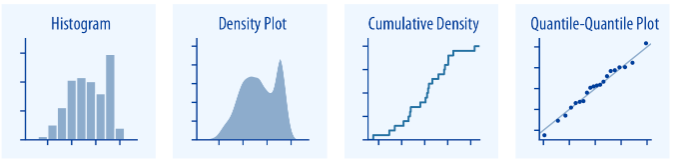 Histogram
Density Plot
Cumulative Density
Quantile-Quantile Plot